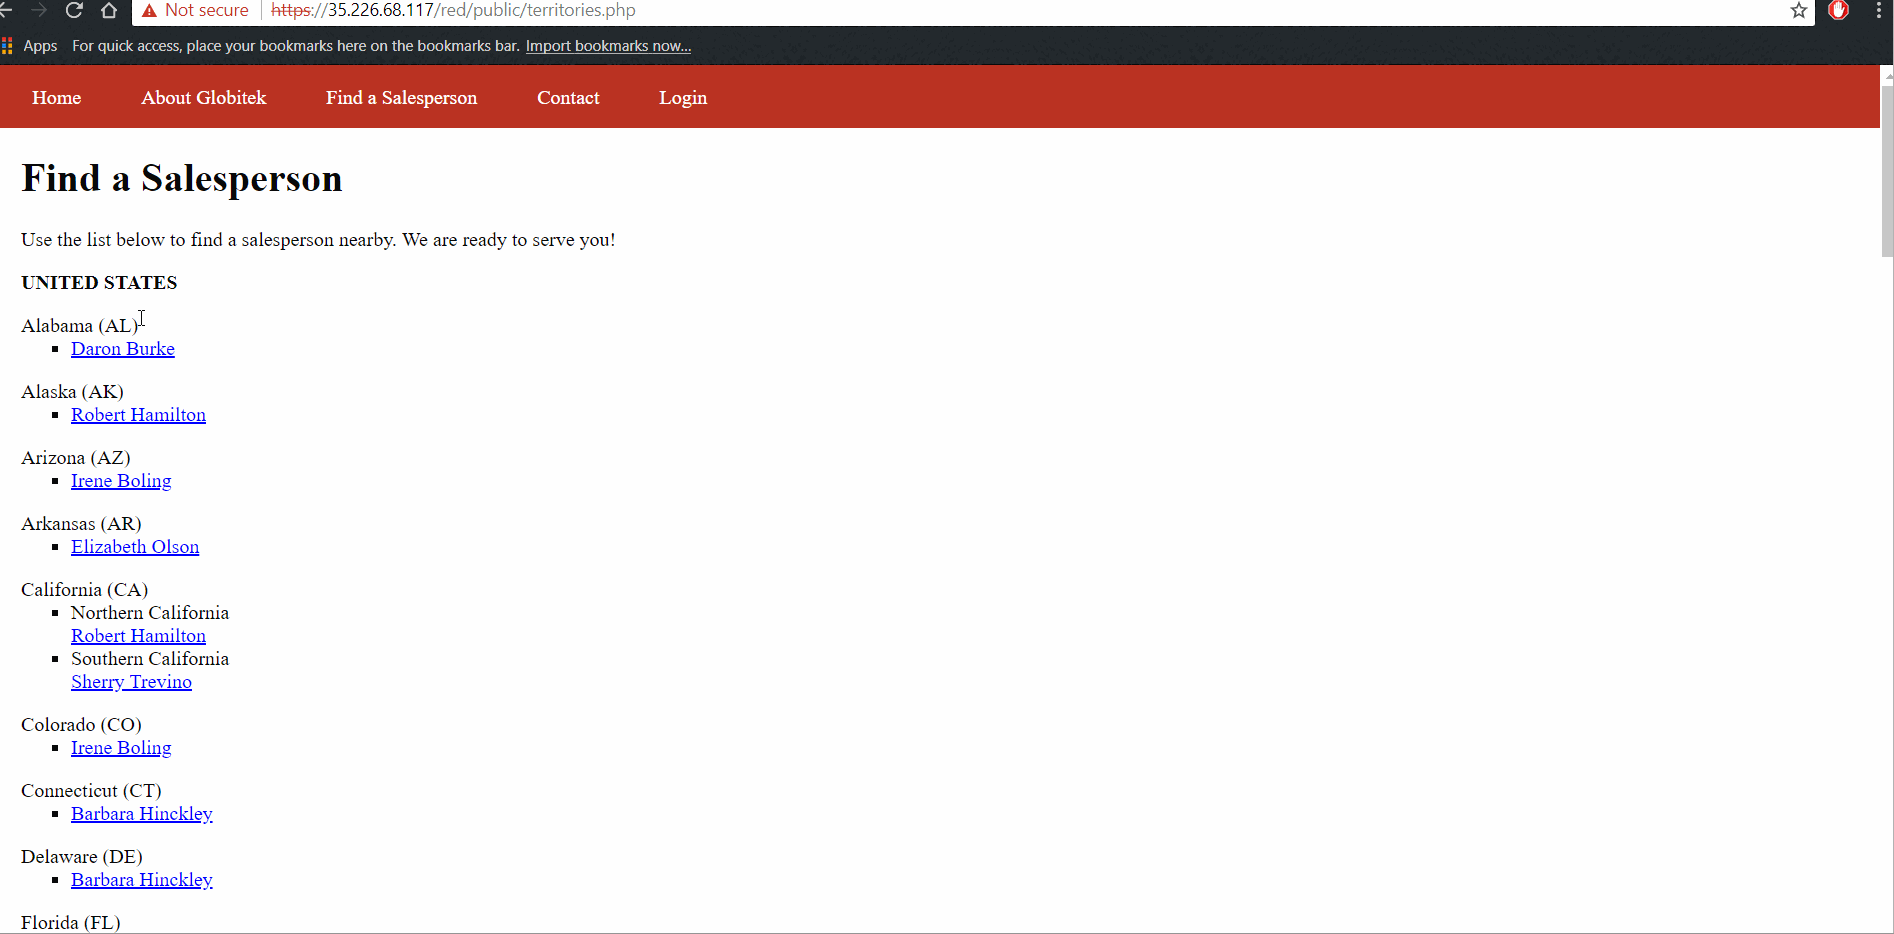 Not secure https://35.226.68.117/red/public/territories.php
Apps For quick access, place your bookmarks here on the bookmarks bar. Import bookmarks now...
Home About Globitek Find a Salesperson Contact Login
Find a Salesperson
Use the list below to find a salesperson nearby. We are ready to serve you!
UNITED STATES
Alabama (AL)
Daron Burke
Alaska (AK)
Robert Hamilton
Arizona (AZ)
Irene Boling
Arkansas (AR)
Elizabeth Olson
California (CA)
Northern California
Robert Hamilton
Southern California
Sherry Trevino
Colorado (CO)
Irene Boling
Connecticut (CT)
Barbara Hinckley
Delaware (DE)
Barbara Hinckley
Florida (FL)